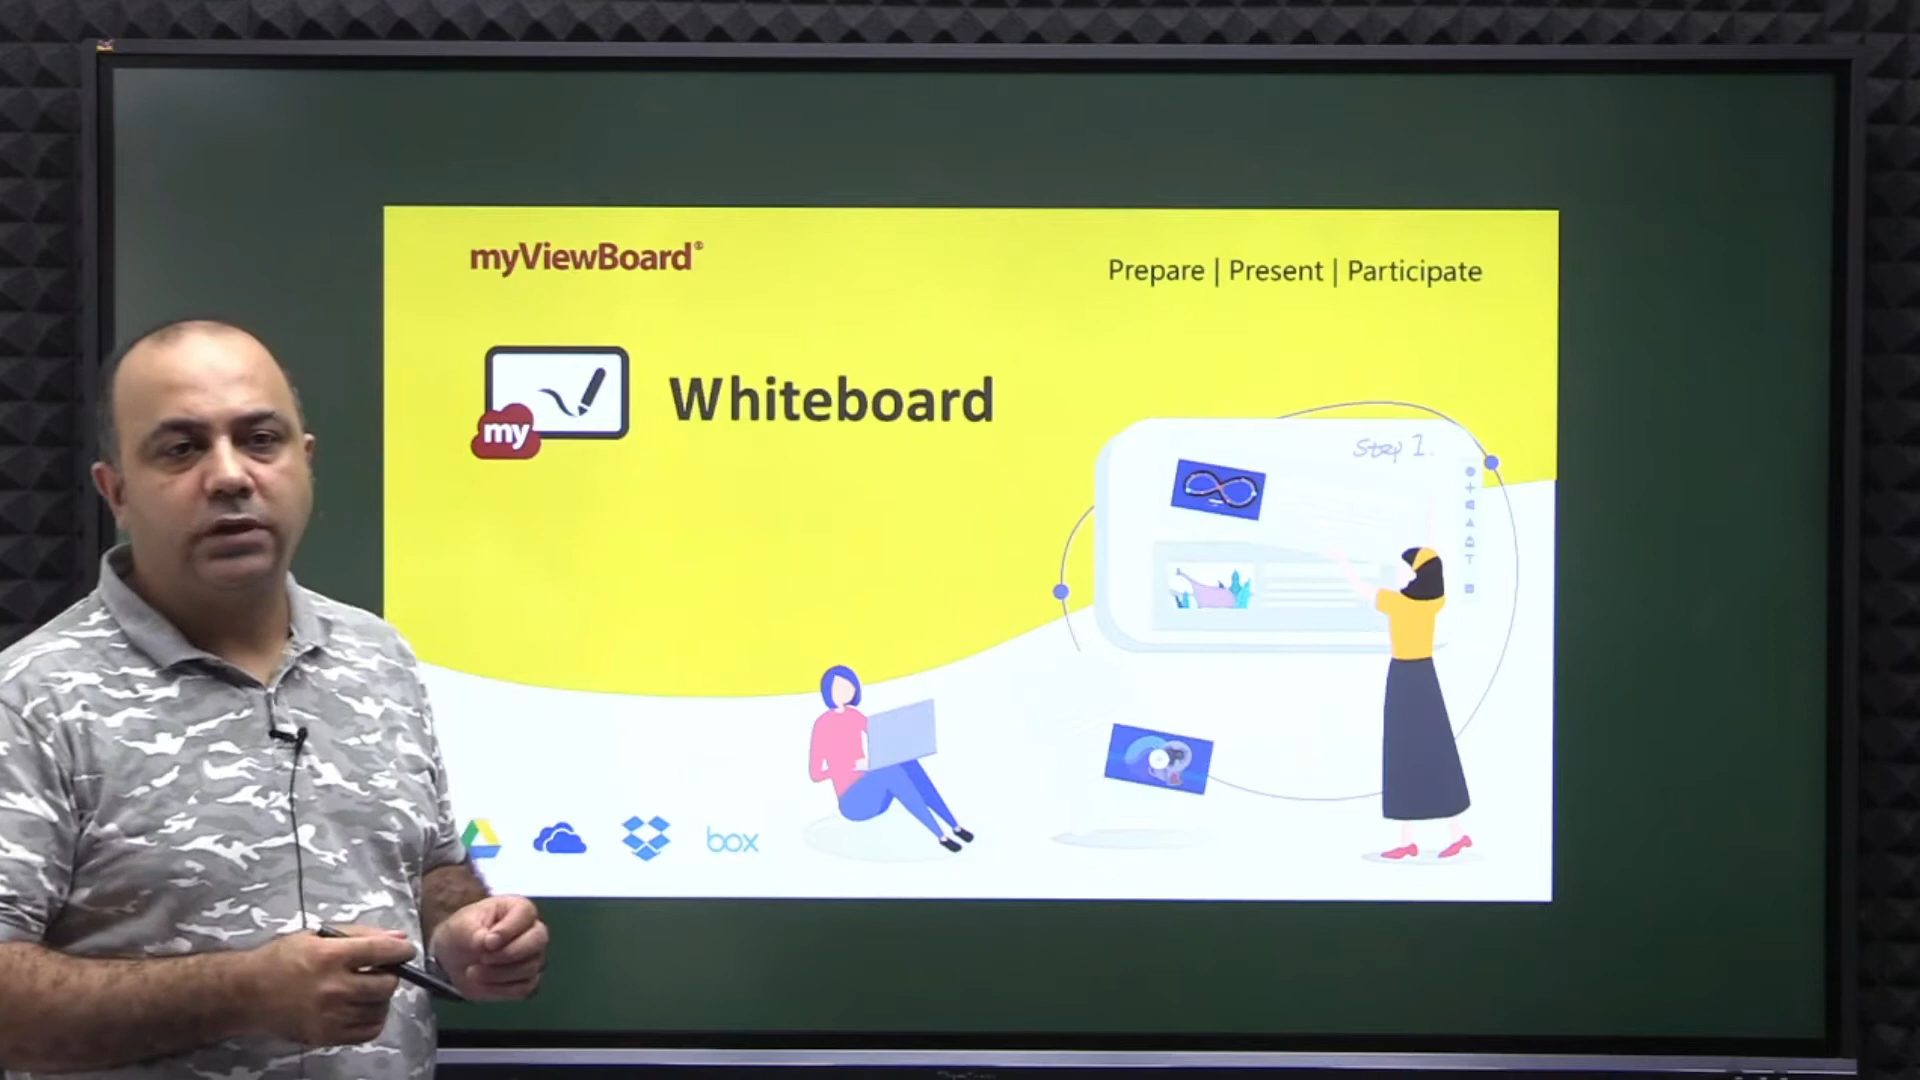 myViewBoard®
Prepare | Present | Participate
my
Whiteboard
Step 1.
box